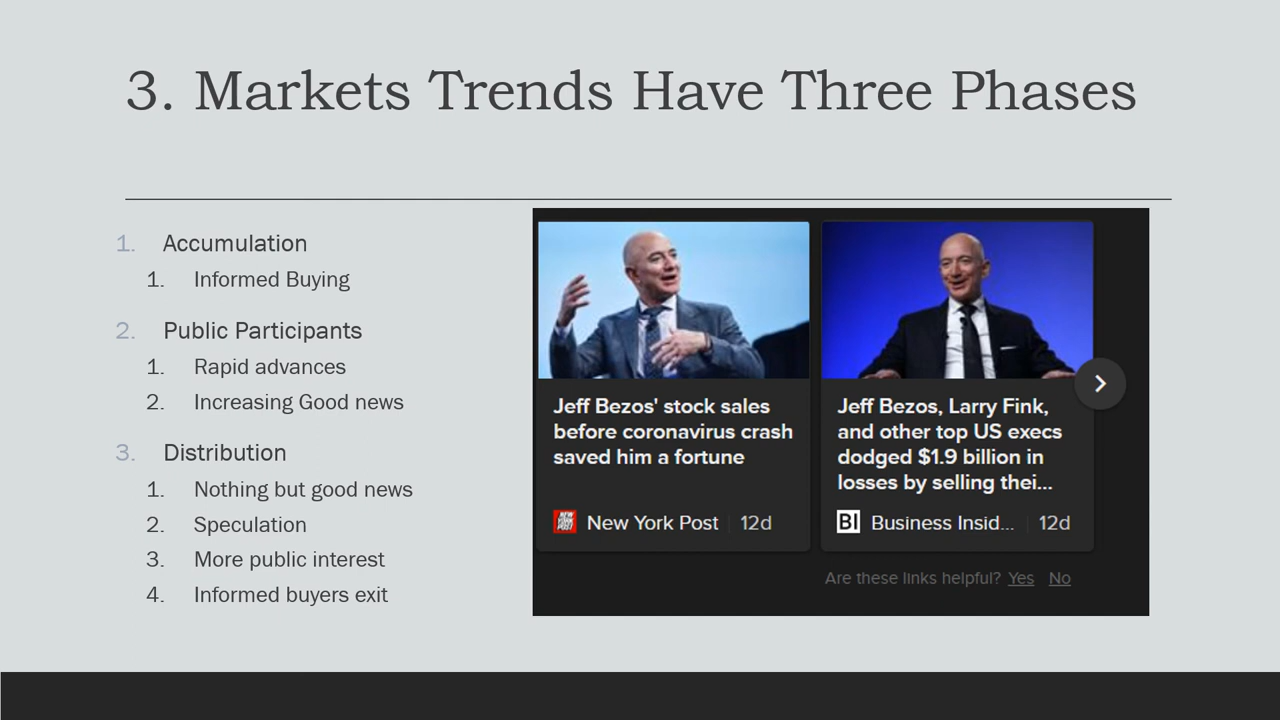 3. Markets Trends Have Three Phases
1. Accumulation
1. Informed Buying
2. Public Participants
1. Rapid advances
2. Increasing Good news
3. Distribution
1. Nothing but good news
2. Speculation
3. More public interest
4. Informed buyers exit
Jeff Bezos' stock sales
before coronavirus crash
saved him a fortune
NEW YORK POST
New York Post 12d
Jeff Bezos, Larry Fink,
and other top US execs
dodged $1.9 billion in
losses by selling thei...
BI Business Insid... 12d
Are these links helpful? Yes No